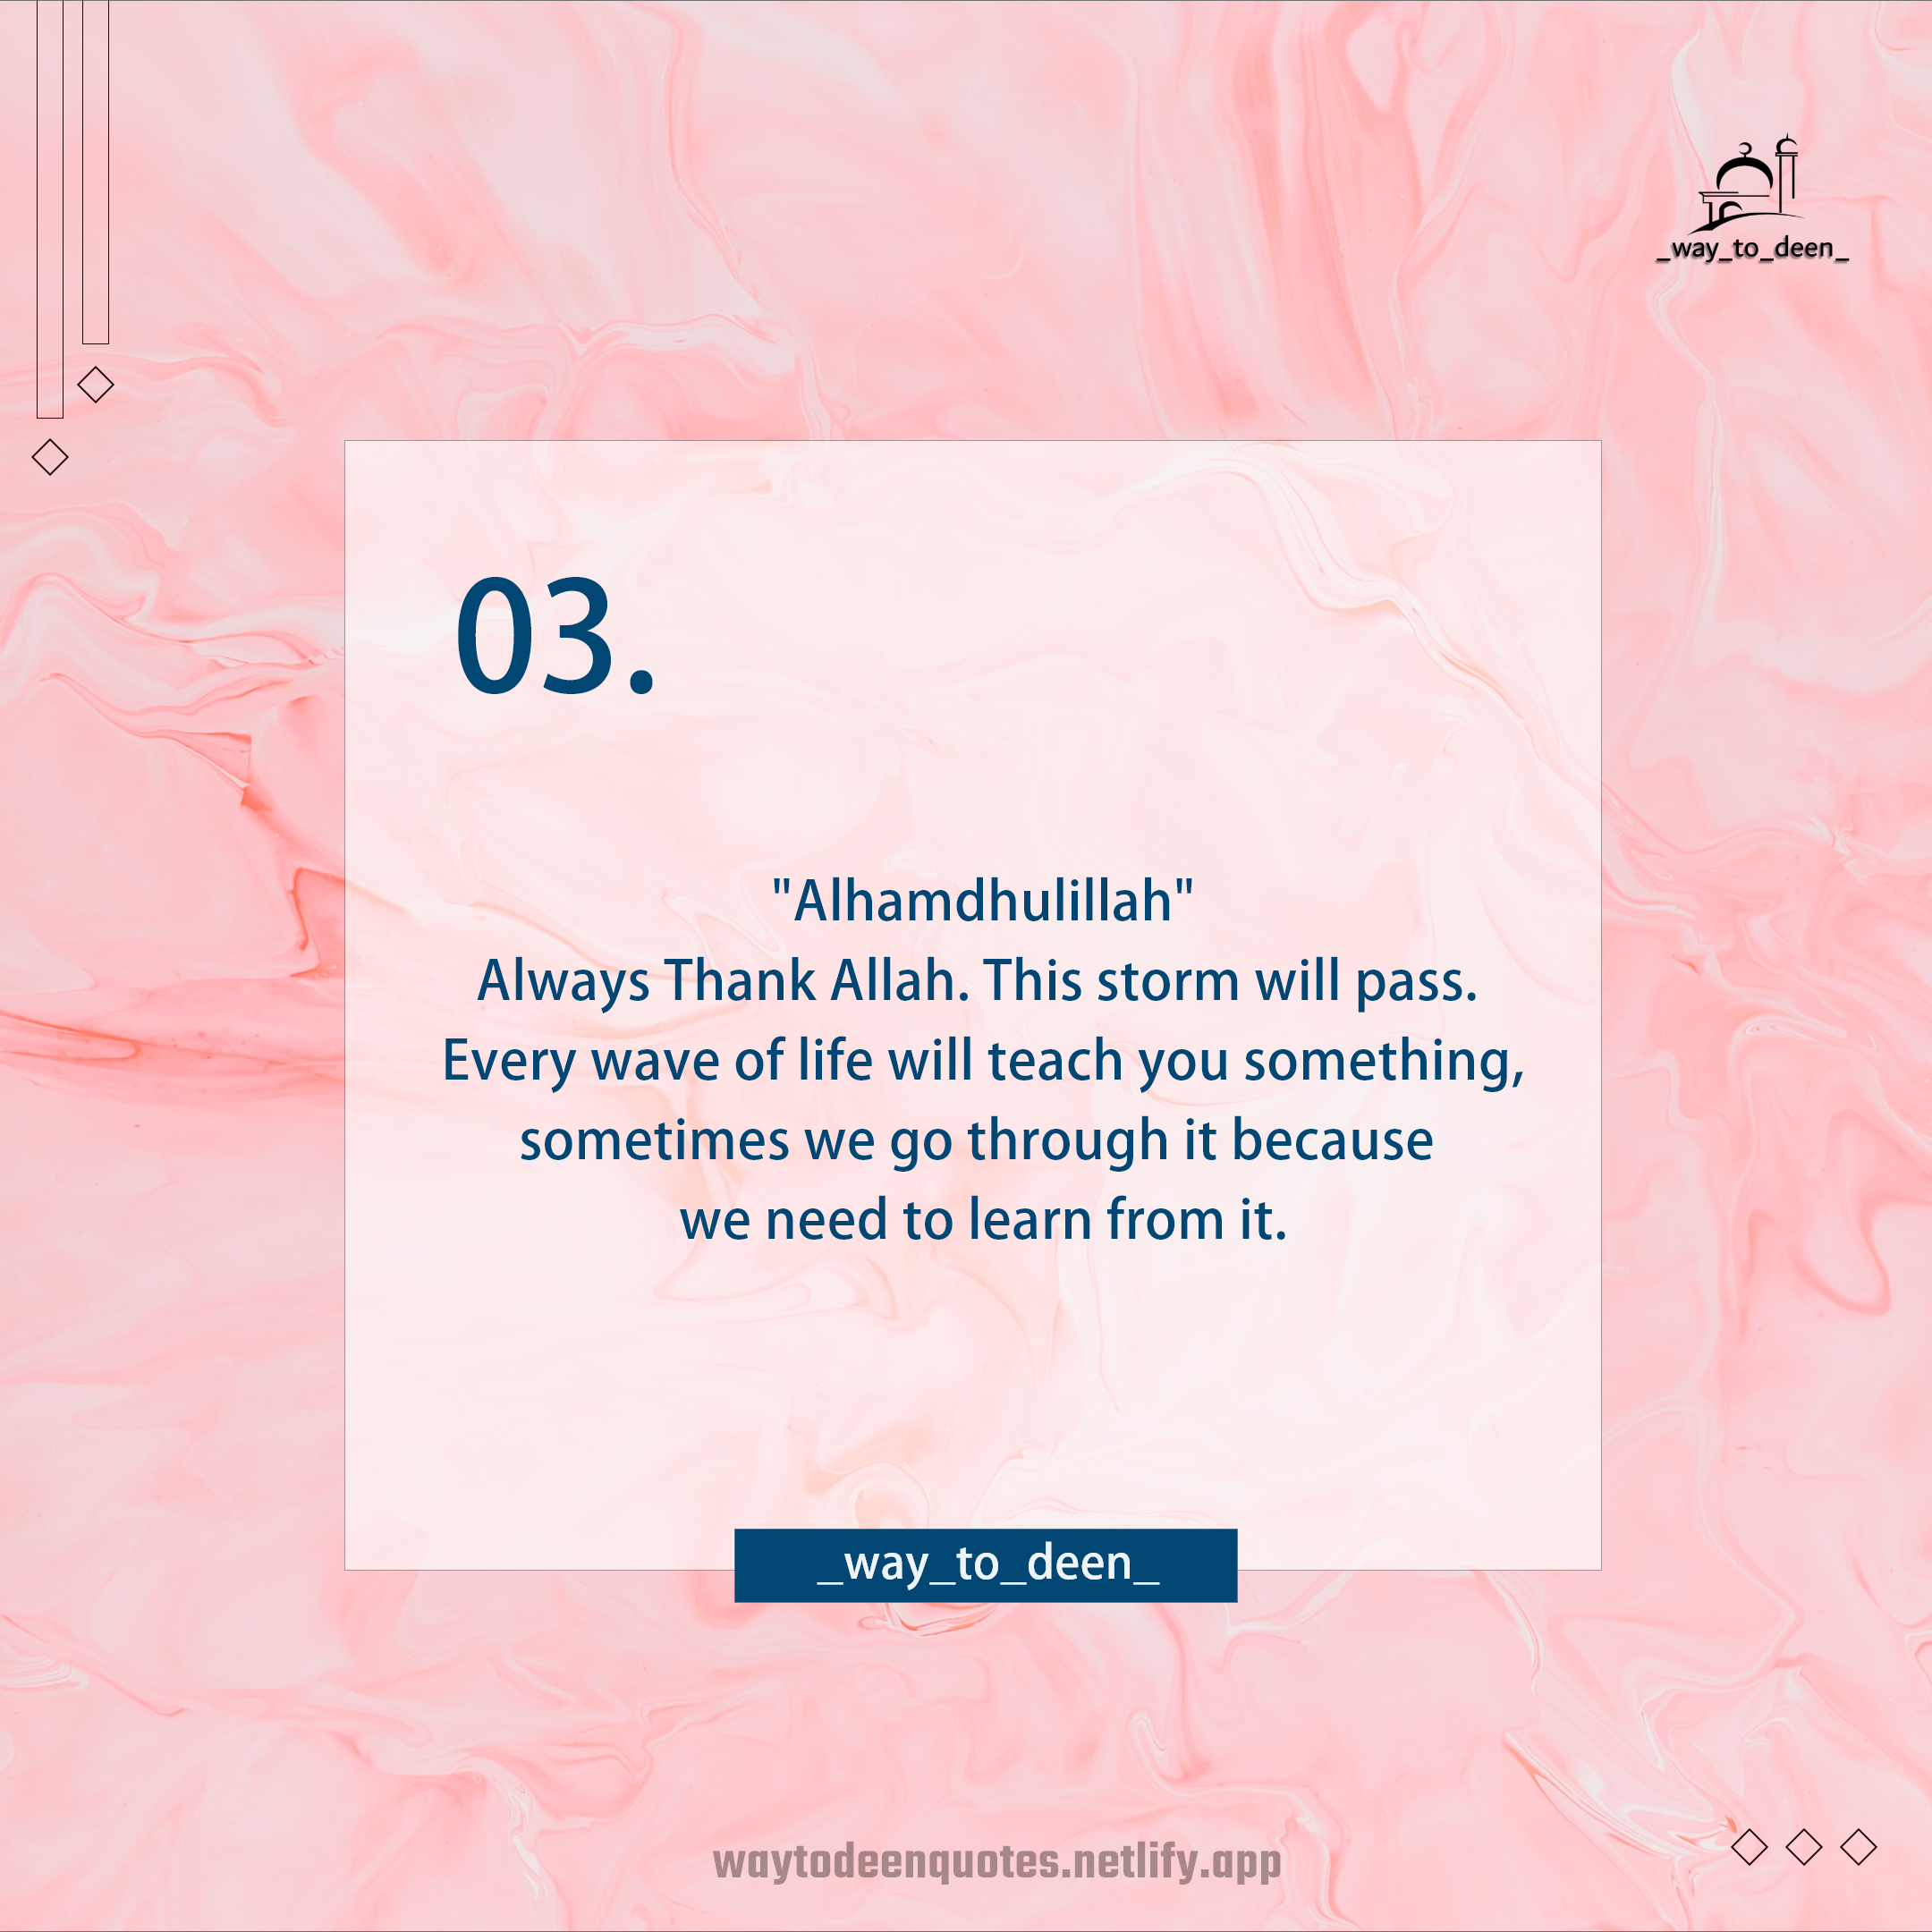 _way_to_deen_
03.
"Alhamdhulillah"
Always Thank Allah. This storm will pass.
Every wave of life will teach you something,
sometimes we go through it because
we need to learn from it.
_way_to_deen_
waytodeenquotes.netlify.app